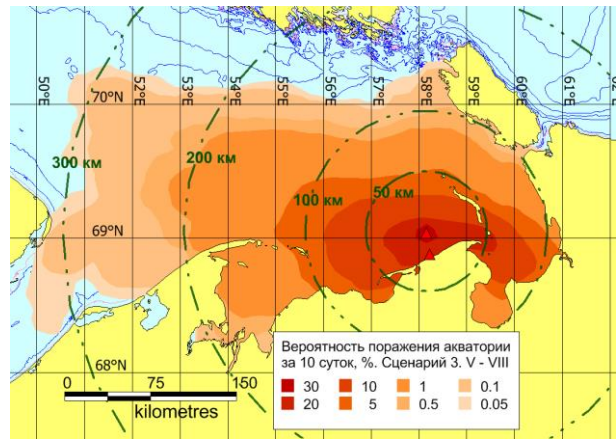 50°E
52°E
53°E
54°E
55°E
56°E
57°E
58°E
59°E
60°E
61°E
62
70°N
300 км
200 км
100 км
50 км
69°N
68°N
Вероятность поражения акватории
за 10 суток, %. Сценарий 3. V - VIII
30 10 1 0.1
20 5 0.5 0.05
0 75 150
kilometres